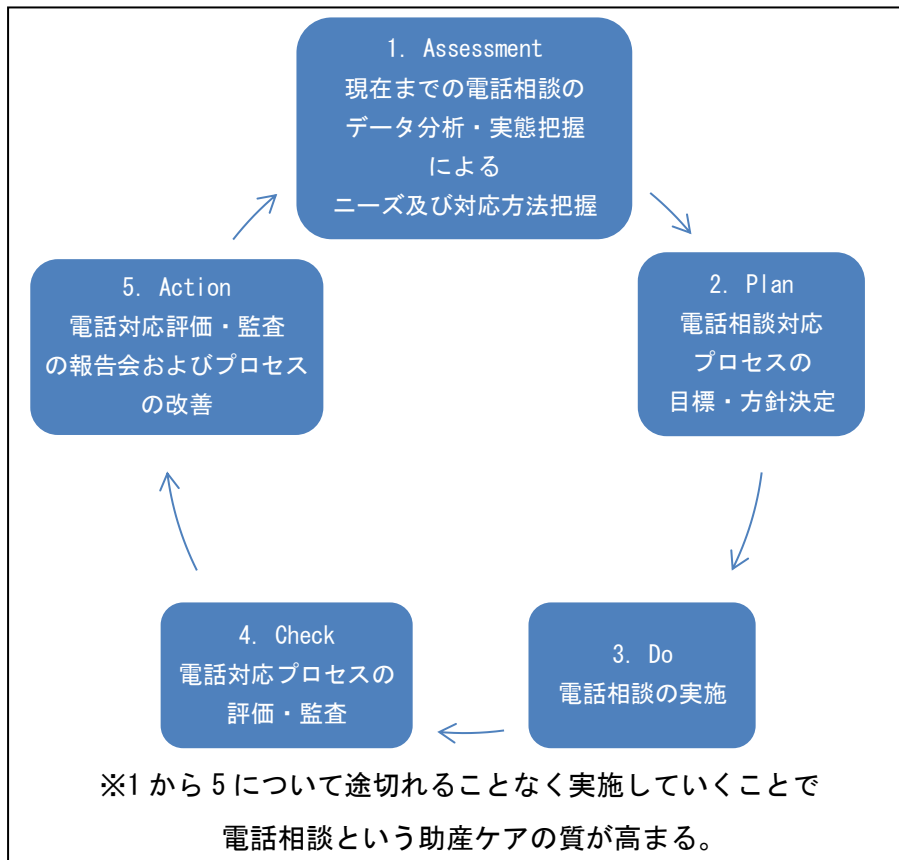 1. Assessment
現在までの電話相談の
データ分析・実態把握
による
ニーズ及び対応方法把握
2. Plan
電話相談対応
プロセスの
目標・方針決定
3. Do
電話相談の実施
4. Check
電話対応プロセスの
評価・監査
5. Action
電話対応評価・監査
の報告会およびプロセス
の改善
※1 から 5 について途切れることなく実施していくことで
電話相談という助産ケアの質が高まる。